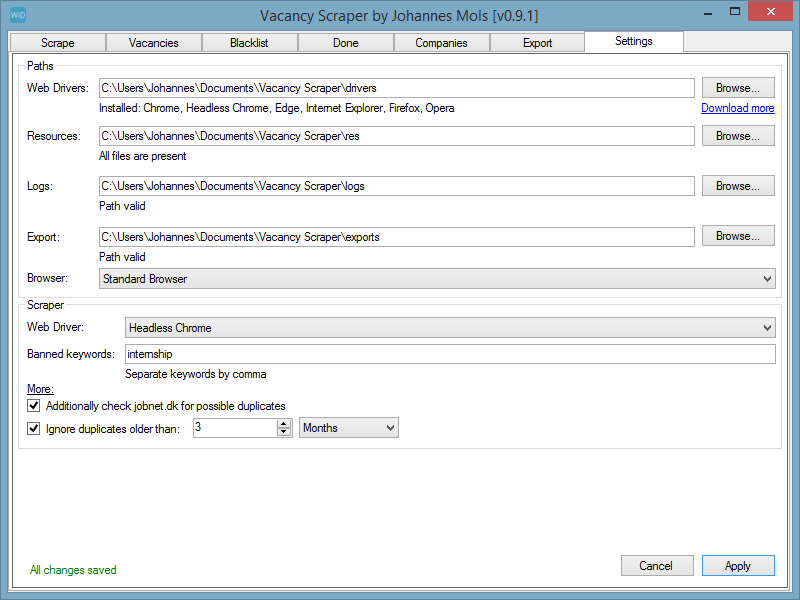 WID Vacancy Scraper by Johannes Mols [v0.9.1]
Scrape Vacancies Blacklist Done Companies Export Settings
Paths
Web Drivers: C:\Users\Johannes\Documents\Vacancy Scraper\drivers Browse...
Installed: Chrome, Headless Chrome, Edge, Internet Explorer, Firefox, Opera Download more
Resources: C:\Users\Johannes\Documents\Vacancy Scraper\res Browse...
All files are present
Logs: C:\Users\Johannes\Documents\Vacancy Scraper\logs Browse...
Path valid
Export: C:\Users\Johannes\Documents\Vacancy Scraper\exports Browse...
Path valid
Browser: Standard Browser
Scraper
Web Driver: Headless Chrome
Banned keywords: internship
Separate keywords by comma
More:
Additionally check jobnet.dk for possible duplicates
Ignore duplicates older than: 3 Months
All changes saved Cancel Apply